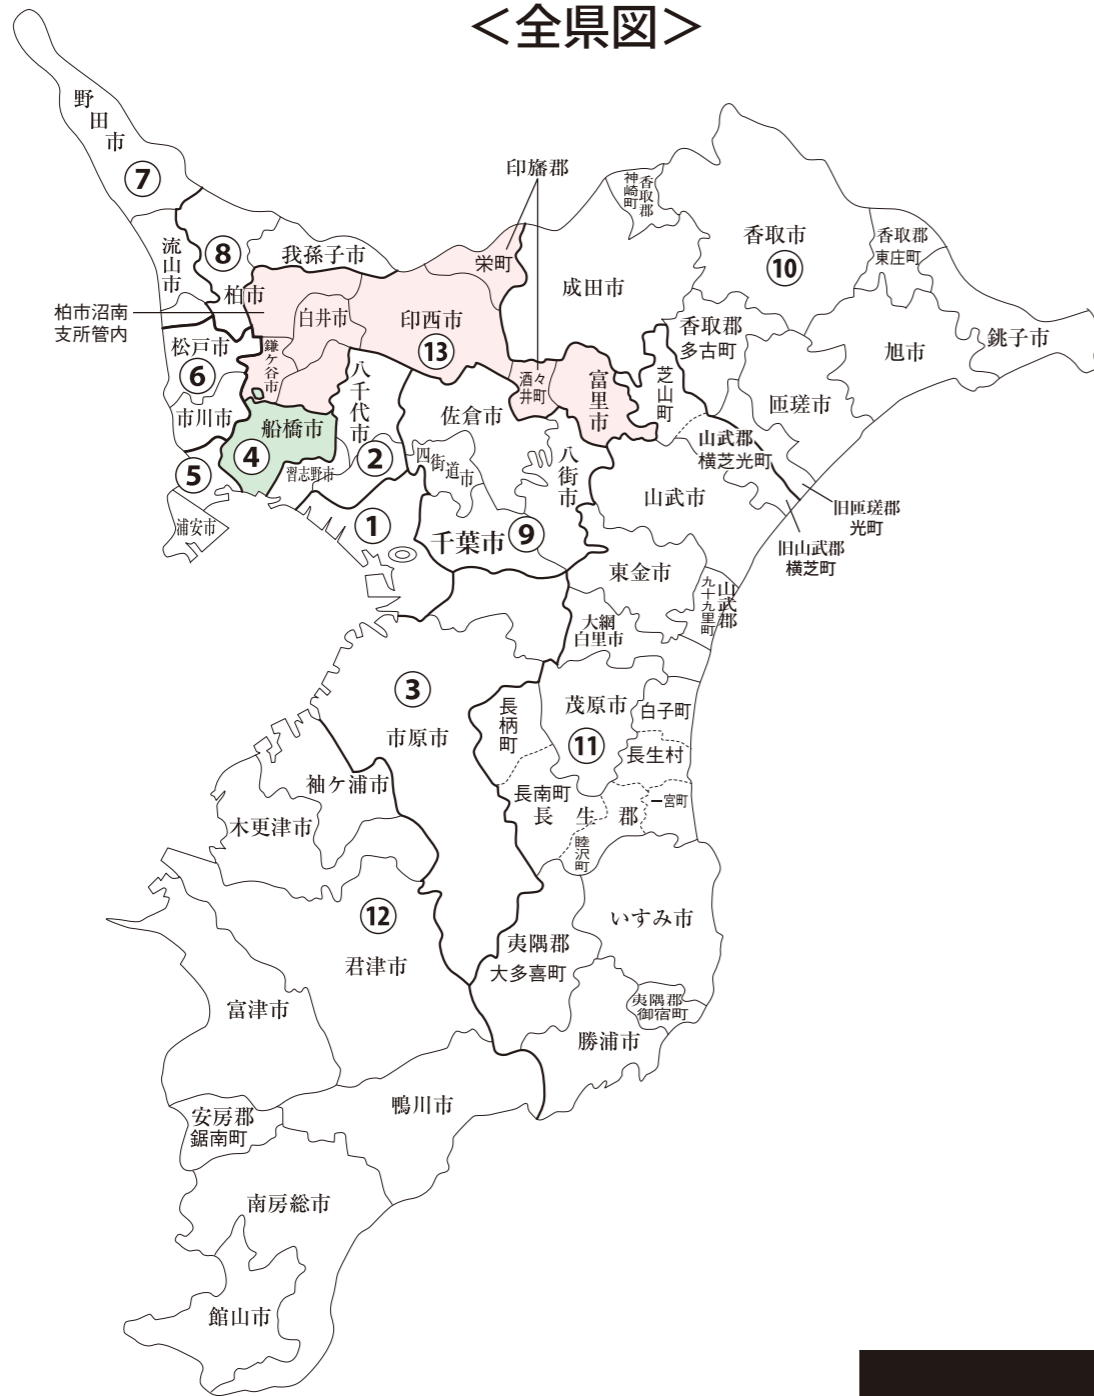 ＜全県図＞
野田市
⑦
印旛郡
香取郡
神崎町
流山市
⑧
我孫子市
栄町
成田市
香取市
⑩
香取郡
東庄町
柏市沼南
支所管内
柏市
白井市
印西市
⑬
香取郡
多古町
旭市
銚子市
松戸市
⑥
鎌ケ谷市
八千代市
酒々井町
富里市
芝山町
匝瑳市
市川市
船橋市
④
②
佐倉市
四街道市
八街市
山武郡
横芝光町
⑤
習志野市
浦安市
①
千葉市
⑨
山武市
旧匝瑳郡
光町
旧山武郡
横芝町
東金市
山武郡
九十九里町
大網
白里市
③
市原市
長柄町
茂原市
⑪
白子町
長生村
袖ケ浦市
長南町
長生郡
一宮町
木更津市
睦沢町
⑫
君津市
夷隅郡
大多喜町
いすみ市
富津市
夷隅郡
御宿町
勝浦市
鴨川市
安房郡
鋸南町
南房総市
館山市